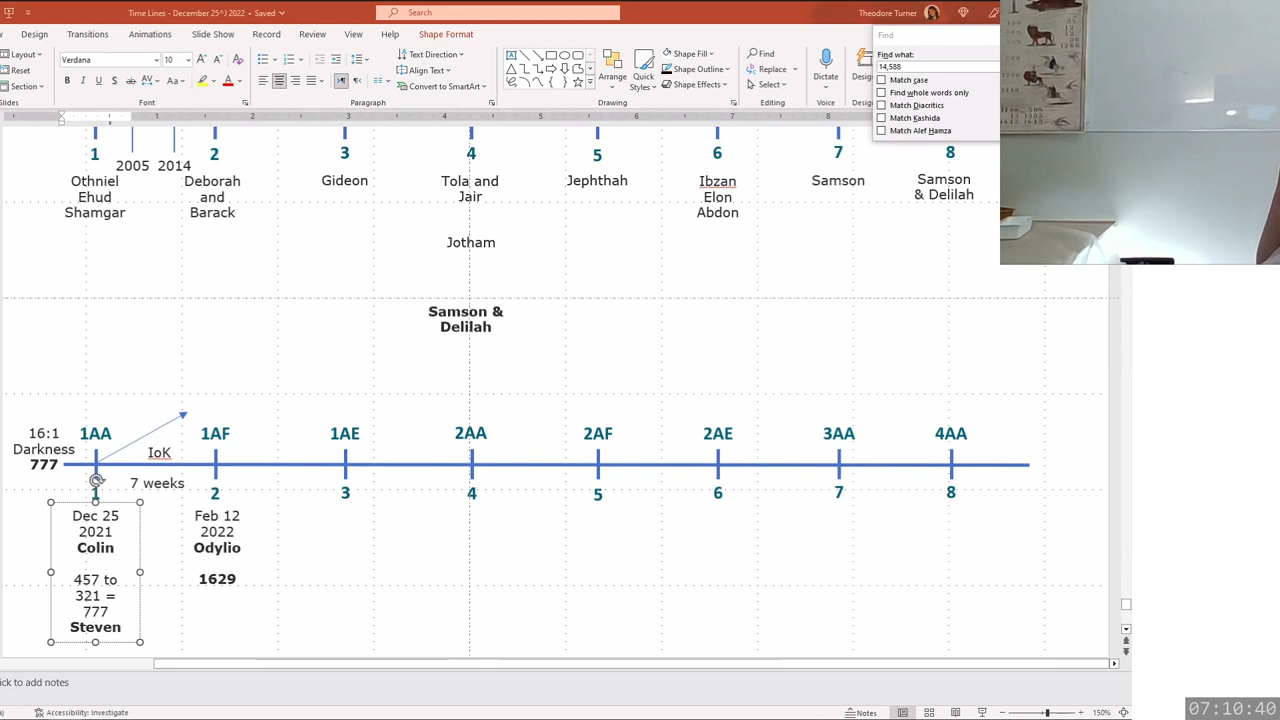 Time Lines - December 25^J 2022 • Saved
Search
Theodore Turner
Design
Transitions
Animations
Slide Show
Record
Review
View
Help
Shape Format
Layout
Reset
Section
Verdana
10
Font
Text Direction
Align Text
Convert to SmartArt
Paragraph
Arrange
Quick
Styles
Shape Fill
Shape Outline
Shape Effects
Drawing
Find
Replace
Select
Editing
Dictate
Voice
Find
Find what:
14,588
Match case
Find whole words only
Match Diacritics
Match Kashida
Match Alef Hamza
1
2005
2014
2
3
4
5
6
7
8
Othniel
Ehud
Shamgar
Deborah
and
Barack
Gideon
Tola and
Jair
Jephthah
Ibzan
Elon
Abdon
Samson
Samson
& Delilah
Jotham
Samson &
Delilah
16:1
Darkness
777
1AA
1AF
1AE
2AA
2AF
2AE
3AA
4AA
IoK
7 weeks
1
2
3
4
5
6
7
8
Dec 25
2021
Colin
457 to
321 =
777
Steven
Feb 12
2022
Odylio
1629
ick to add notes
Accessibility: Investigate
Notes
150%
07:10:40